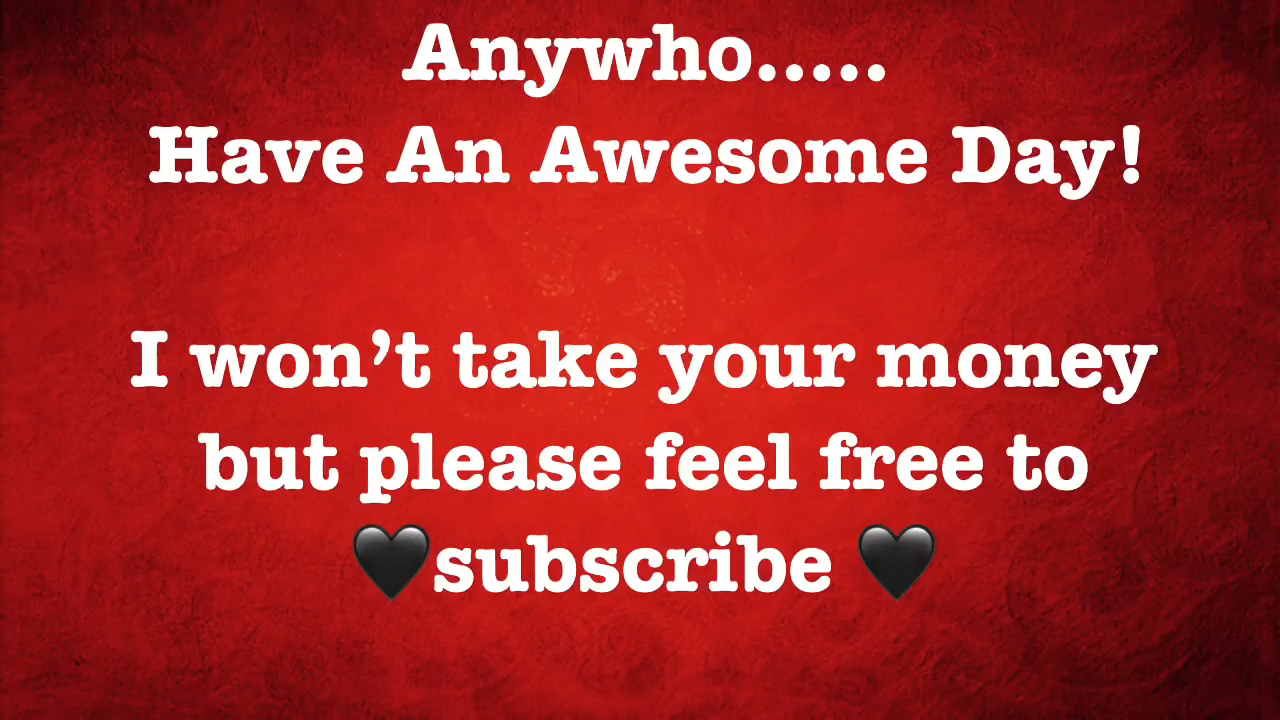 Anywho.....
Have An Awesome Day!
I won’t take your money
but please feel free to
🖤subscribe 🖤